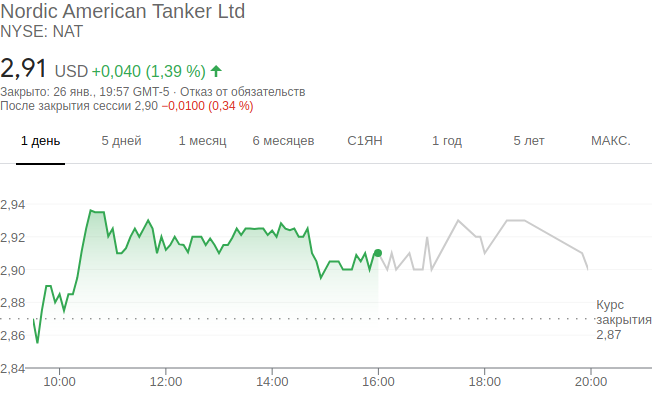 Nordic American Tanker Ltd
NYSE: NAT
2,91 USD +0,040 (1,39 %)
Закрыто: 26 янв., 19:57 GMT-5 · Отказ от обязательств
После закрытия сессии 2,90 −0,0100 (0,34 %)
1 день 5 дней 1 месяц 6 месяцев С1ЯН 1 год 5 лет МАКС.
2,94
2,92
2,90
2,88
2,86
2,84
Курс
закрытия
2,87
10:00 12:00 14:00 16:00 18:00 20:00